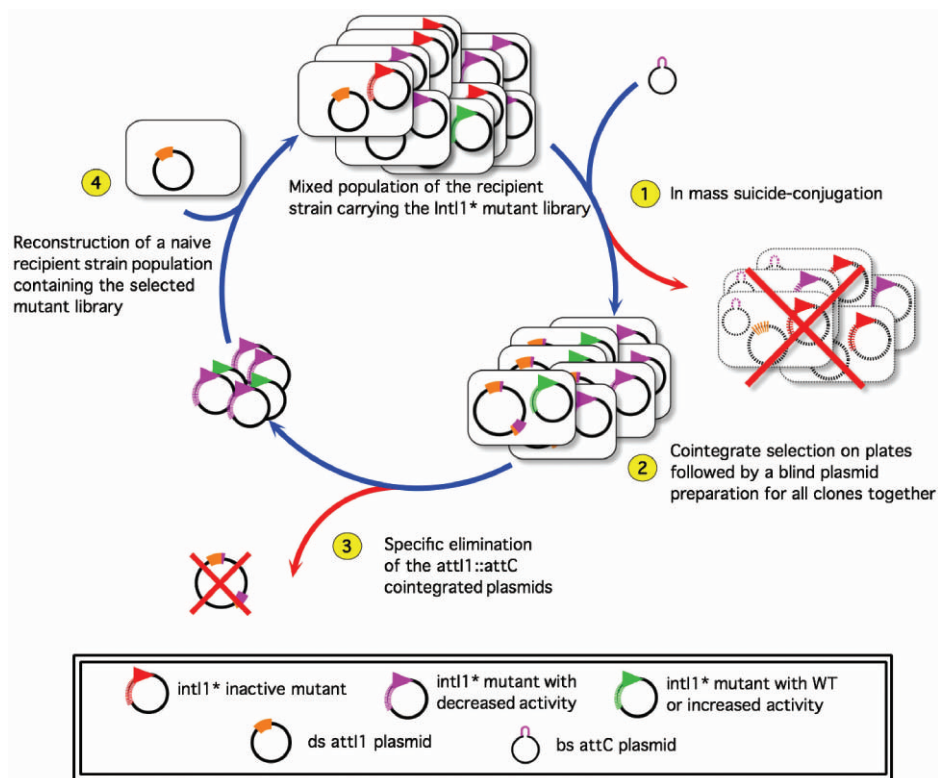 Mixed population of the recipient
strain carrying the IntI1* mutant library
1
In mass suicide-conjugation
4
Reconstruction of a naive
recipient strain population
containing the selected
mutant library
2
Cointegrate selection on plates
followed by a blind plasmid
preparation for all clones together
3
Specific elimination
of the attI1::attC
cointegrated plasmids
intI1* inactive mutant
intI1* mutant with
decreased activity
intI1* mutant with WT
or increased activity
ds attI1 plasmid
bs attC plasmid